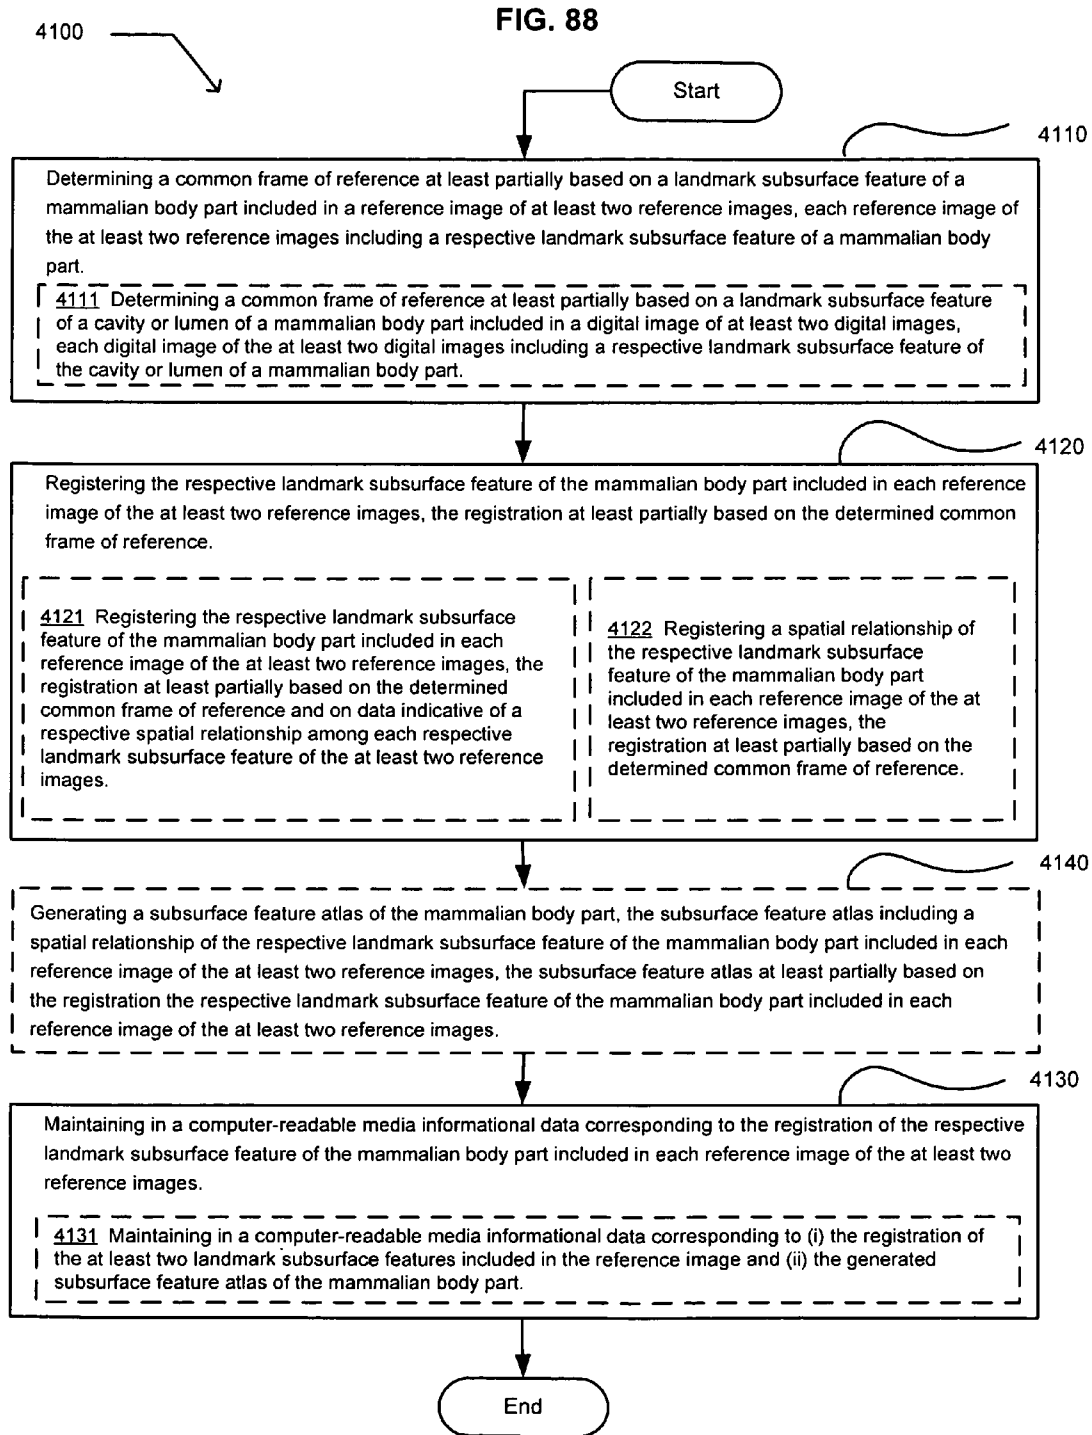 FIG. 88
4100
Start
4110
Determining a common frame of reference at least partially based on a landmark subsurface feature of a
mammalian body part included in a reference image of at least two reference images, each reference image of
the at least two reference images including a respective landmark subsurface feature of a mammalian body
part.
4111 Determining a common frame of reference at least partially based on a landmark subsurface feature
of a cavity or lumen of a mammalian body part included in a digital image of at least two digital images,
each digital image of the at least two digital images including a respective landmark subsurface feature of
the cavity or lumen of a mammalian body part.
4120
Registering the respective landmark subsurface feature of the mammalian body part included in each reference
image of the at least two reference images, the registration at least partially based on the determined common
frame of reference.
4121 Registering the respective landmark subsurface
feature of the mammalian body part included in each
reference image of the at least two reference images, the
registration at least partially based on the determined
common frame of reference and on data indicative of a
respective spatial relationship among each respective
landmark subsurface feature of the at least two reference
images.
4122 Registering a spatial relationship of
the respective landmark subsurface
feature of the mammalian body part
included in each reference image of the at
least two reference images, the
registration at least partially based on the
determined common frame of reference.
4140
Generating a subsurface feature atlas of the mammalian body part, the subsurface feature atlas including a
spatial relationship of the respective landmark subsurface feature of the mammalian body part included in each
reference image of the at least two reference images, the subsurface feature atlas at least partially based on
the registration the respective landmark subsurface feature of the mammalian body part included in each
reference image of the at least two reference images.
4130
Maintaining in a computer-readable media informational data corresponding to the registration of the respective
landmark subsurface feature of the mammalian body part included in each reference image of the at least two
reference images.
4131 Maintaining in a computer-readable media informational data corresponding to (i) the registration of
the at least two landmark subsurface features included in the reference image and (ii) the generated
subsurface feature atlas of the mammalian body part.
End